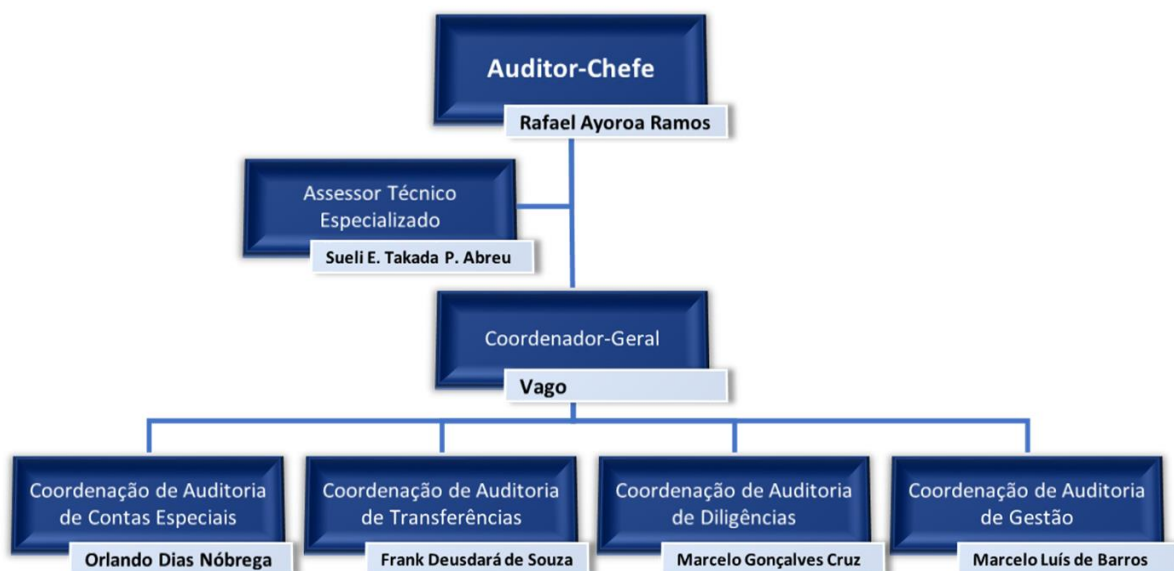 Auditor-Chefe
Rafael Ayoroa Ramos
Assessor Técnico
Especializado
Sueli E. Takada P. Abreu
Coordenador-Geral
Vago
Coordenação de Auditoria
de Contas Especiais
Orlando Dias Nóbrega
Coordenação de Auditoria
de Transferências
Frank Deusdará de Souza
Coordenação de Auditoria
de Diligências
Marcelo Gonçalves Cruz
Coordenação de Auditoria
de Gestão
Marcelo Luís de Barros